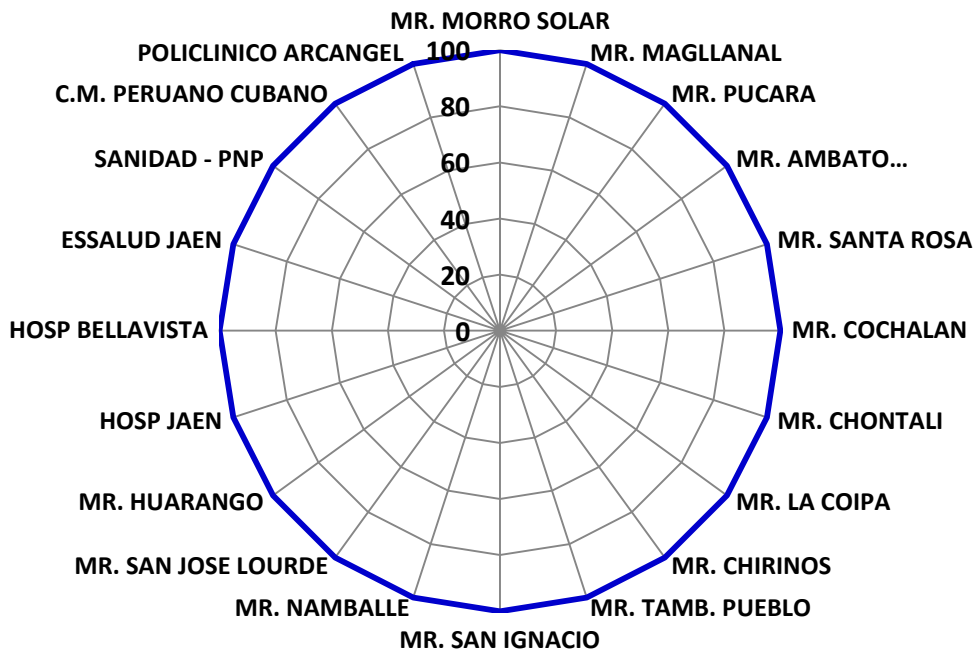 MR. MORRO SOLAR
POLICLINICO ARCANGEL
100
MR. MAGLLANAL
C.M. PERUANO CUBANO
80
MR. PUCARA
SANIDAD - PNP
60
MR. AMBATO...
ESSALUD JAEN
40
MR. SANTA ROSA
20
HOSP BELLAVISTA
0
MR. COCHALAN
HOSP JAEN
MR. CHONTALI
MR. HUARANGO
MR. LA COIPA
MR. SAN JOSE LOURDE
MR. CHIRINOS
MR. NAMBALLE
MR. TAMB. PUEBLO
MR. SAN IGNACIO